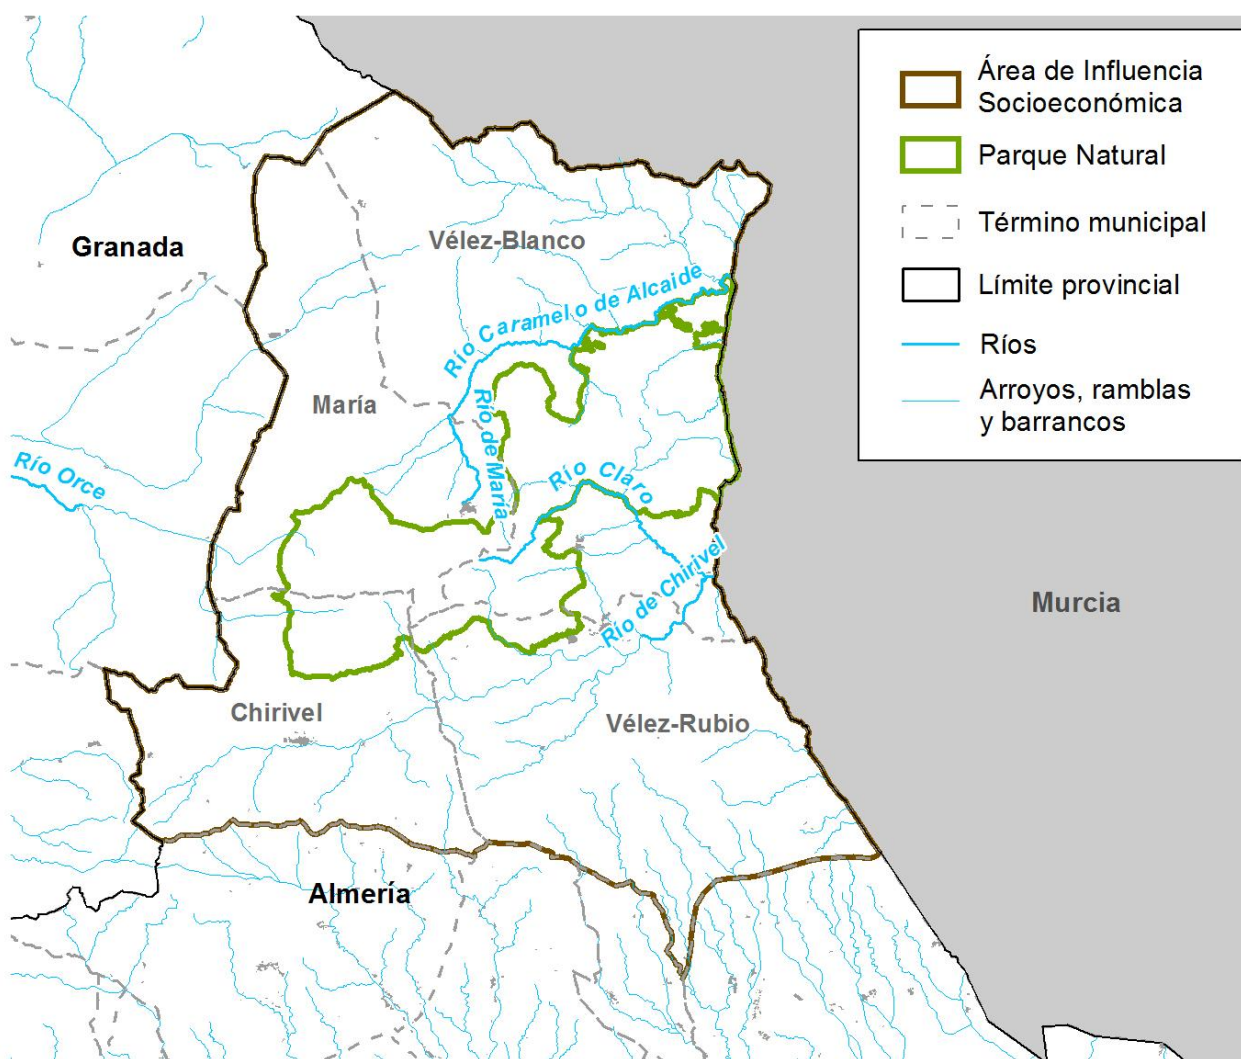 Área de Influencia
Socioeconómica
Parque Natural
Término municipal
Límite provincial
Ríos
Arroyos, ramblas
y barrancos
Granada
Vélez-Blanco
Río Caramelo de Alcaide
María
Río de María
Río Claro
Río Orce
Río de Chirivel
Murcia
Chirivel
Vélez-Rubio
Almería